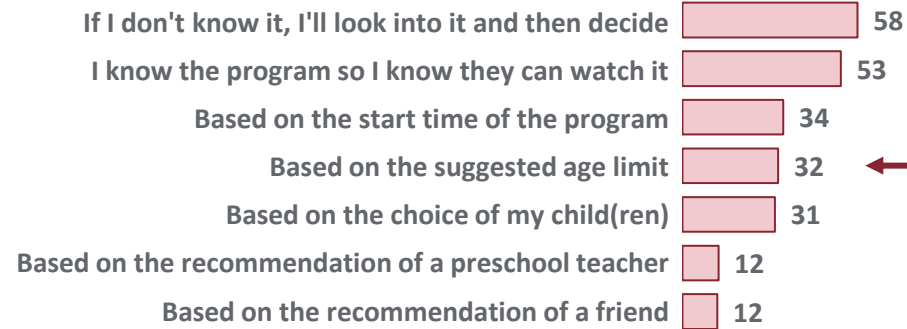 If I don't know it, I'll look into it and then decide 58
I know the program so I know they can watch it 53
Based on the start time of the program 34
Based on the suggested age limit 32
Based on the choice of my child(ren) 31
Based on the recommendation of a preschool teacher 12
Based on the recommendation of a friend 12